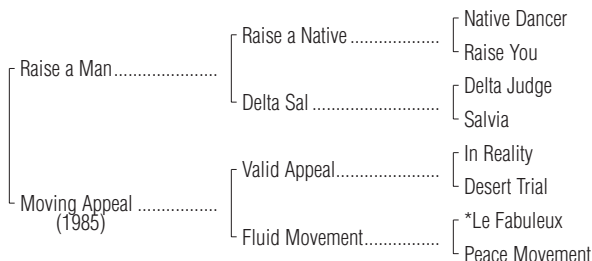 Native Dancer
Raise a Native....................
Raise You
Raise a Man......................
Delta Judge
Delta Sal ...........................
Salvia
In Reality
Valid Appeal......................
Desert Trial
Moving Appeal .................
(1985)
*Le Fabuleux
Fluid Movement................
Peace Movement